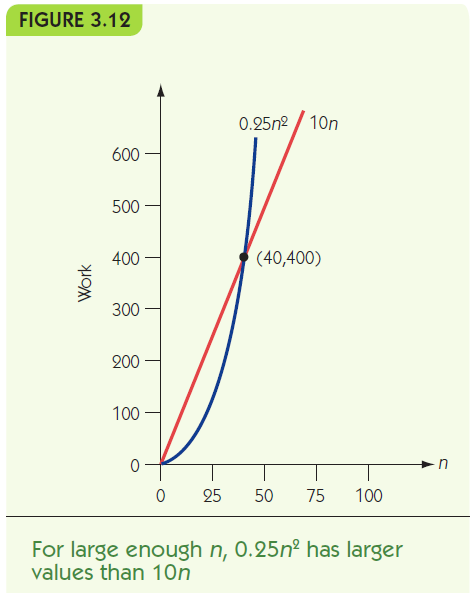 FIGURE 3.12
0.25n² 10n
600
500
400 (40,400)
300
200
100
0
Work
n
0 25 50 75 100
For large enough n, 0.25n² has larger
values than 10n